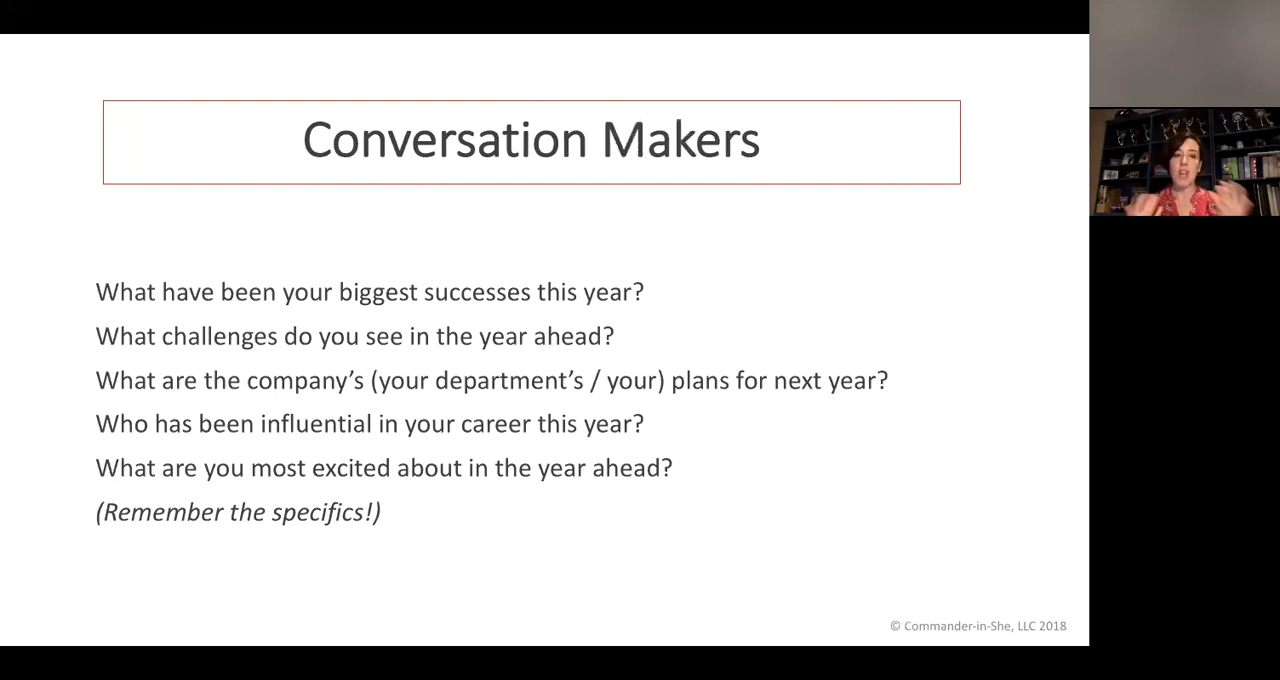 Conversation Makers
What have been your biggest successes this year?
What challenges do you see in the year ahead?
What are the company’s (your department’s / your) plans for next year?
Who has been influential in your career this year?
What are you most excited about in the year ahead?
(Remember the specifics!)
© Commander-in-She, LLC 2018